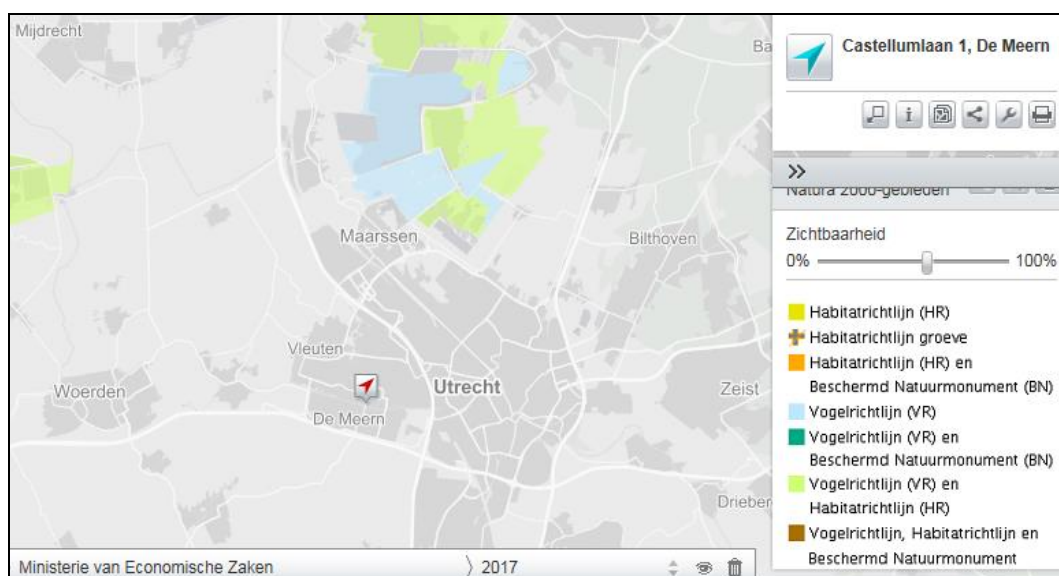 Mijdrecht
Ba
Maarssen
Bilthoven
Vleuten
Woerden
Utrecht
Zeist
De Meern
Drieber
Ministerie van Economische Zaken
2017
Castellumlaan 1, De Meern
Natura 2000-gebieden
Zichtbaarheid
0% 100%
Habitatrichtlijn (HR)
Habitatrichtlijn groeve
Habitatrichtlijn (HR) en
Beschermd Natuurmonument (BN)
Vogelrichtlijn (VR)
Vogelrichtlijn (VR) en
Beschermd Natuurmonument (BN)
Vogelrichtlijn (VR) en
Habitatrichtlijn (HR)
Vogelrichtlijn, Habitatrichtlijn en
Beschermd Natuurmonument